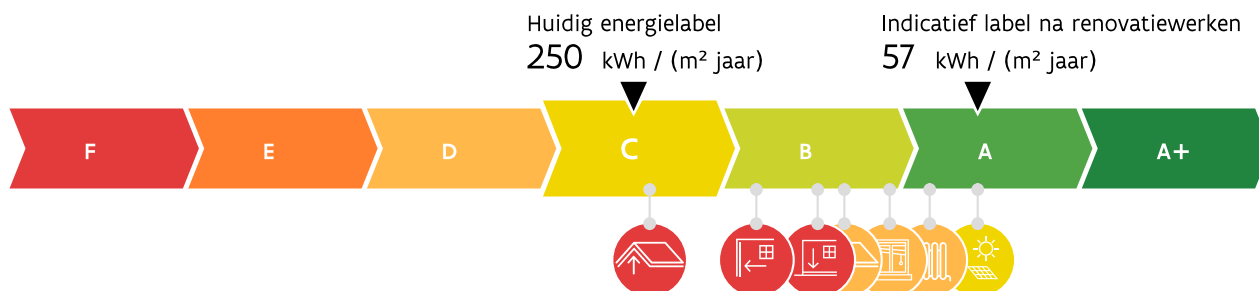 Huidig energielabel
250 kWh / (m² jaar)
Indicatief label na renovatiewerken
57 kWh / (m² jaar)
F E D C B A A+